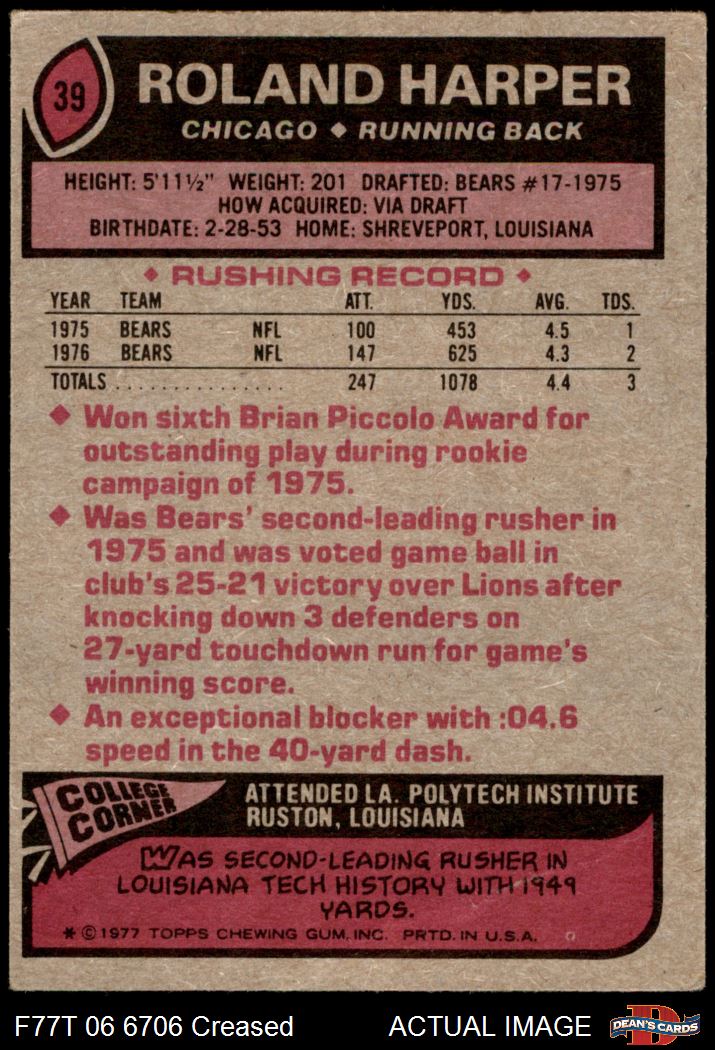 39
ROLAND HARPER
CHICAGO ◆ RUNNING BACK
HEIGHT: 5'11½" WEIGHT: 201 DRAFTED: BEARS #17-1975
HOW ACQUIRED: VIA DRAFT
BIRTHDATE: 2-28-53 HOME: SHREVEPORT, LOUISIANA
◆ RUSHING RECORD ◆
YEAR TEAM ATT. YDS. AVG. TDS.
1975 BEARS NFL 100 453 4.5 1
1976 BEARS NFL 147 625 4.3 2
TOTALS . . . . . . . . . . . . . . . 247 1078 4.4 3
◆ Won sixth Brian Piccolo Award for
outstanding play during rookie
campaign of 1975.
◆ Was Bears' second-leading rusher in
1975 and was voted game ball in
club's 25-21 victory over Lions after
knocking down 3 defenders on
27-yard touchdown run for game's
winning score.
◆ An exceptional blocker with :04.6
speed in the 40-yard dash.
COLLEGE
CORNER
ATTENDED LA. POLYTECH INSTITUTE
RUSTON, LOUISIANA
WAS SECOND-LEADING RUSHER IN
LOUISIANA TECH HISTORY WITH 1949
YARDS.
* © 1977 TOPPS CHEWING GUM, INC. PRTD. IN U.S.A.
F77T 06 6706 Creased ACTUAL IMAGE
D
DEAN'S CARDS